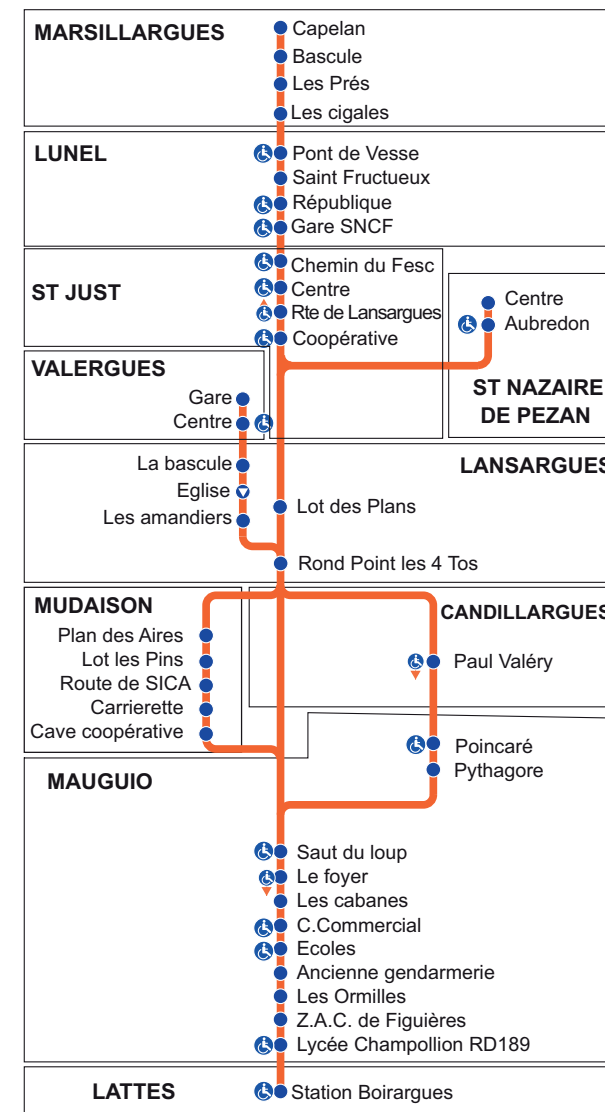 MARSILLARGUES
Capelan
Bascule
Les Prés
Les cigales
LUNEL
Pont de Vesse
Saint Fructueux
République
Gare SNCF
ST JUST
Chemin du Fesc
Centre
Rte de Lansargues
Coopérative
Centre
Aubredon
ST NAZAIRE
DE PEZAN
VALERGUES
Gare
Centre
LANSARGUES
La bascule
Eglise
Les amandiers
Lot des Plans
Rond Point les 4 Tos
MUDAISON
Plan des Aires
Lot les Pins
Route de SICA
Carrierette
Cave coopérative
CANDILLARGUES
Paul Valéry
MAUGUIO
Poincaré
Pythagore
Saut du loup
Le foyer
Les cabanes
C.Commercial
Ecoles
Ancienne gendarmerie
Les Ormilles
Z.A.C. de Figuières
Lycée Champollion RD189
LATTES
Station Boirargues